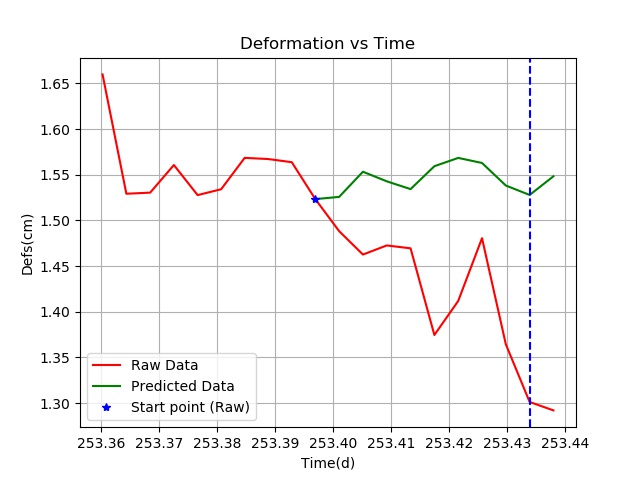 Deformation vs Time
Defs(cm)
1.65
1.60
1.55
1.50
1.45
1.40
1.35
1.30
Raw Data
Predicted Data
Start point (Raw)
253.36 253.37 253.38 253.39 253.40 253.41 253.42 253.43 253.44
Time(d)